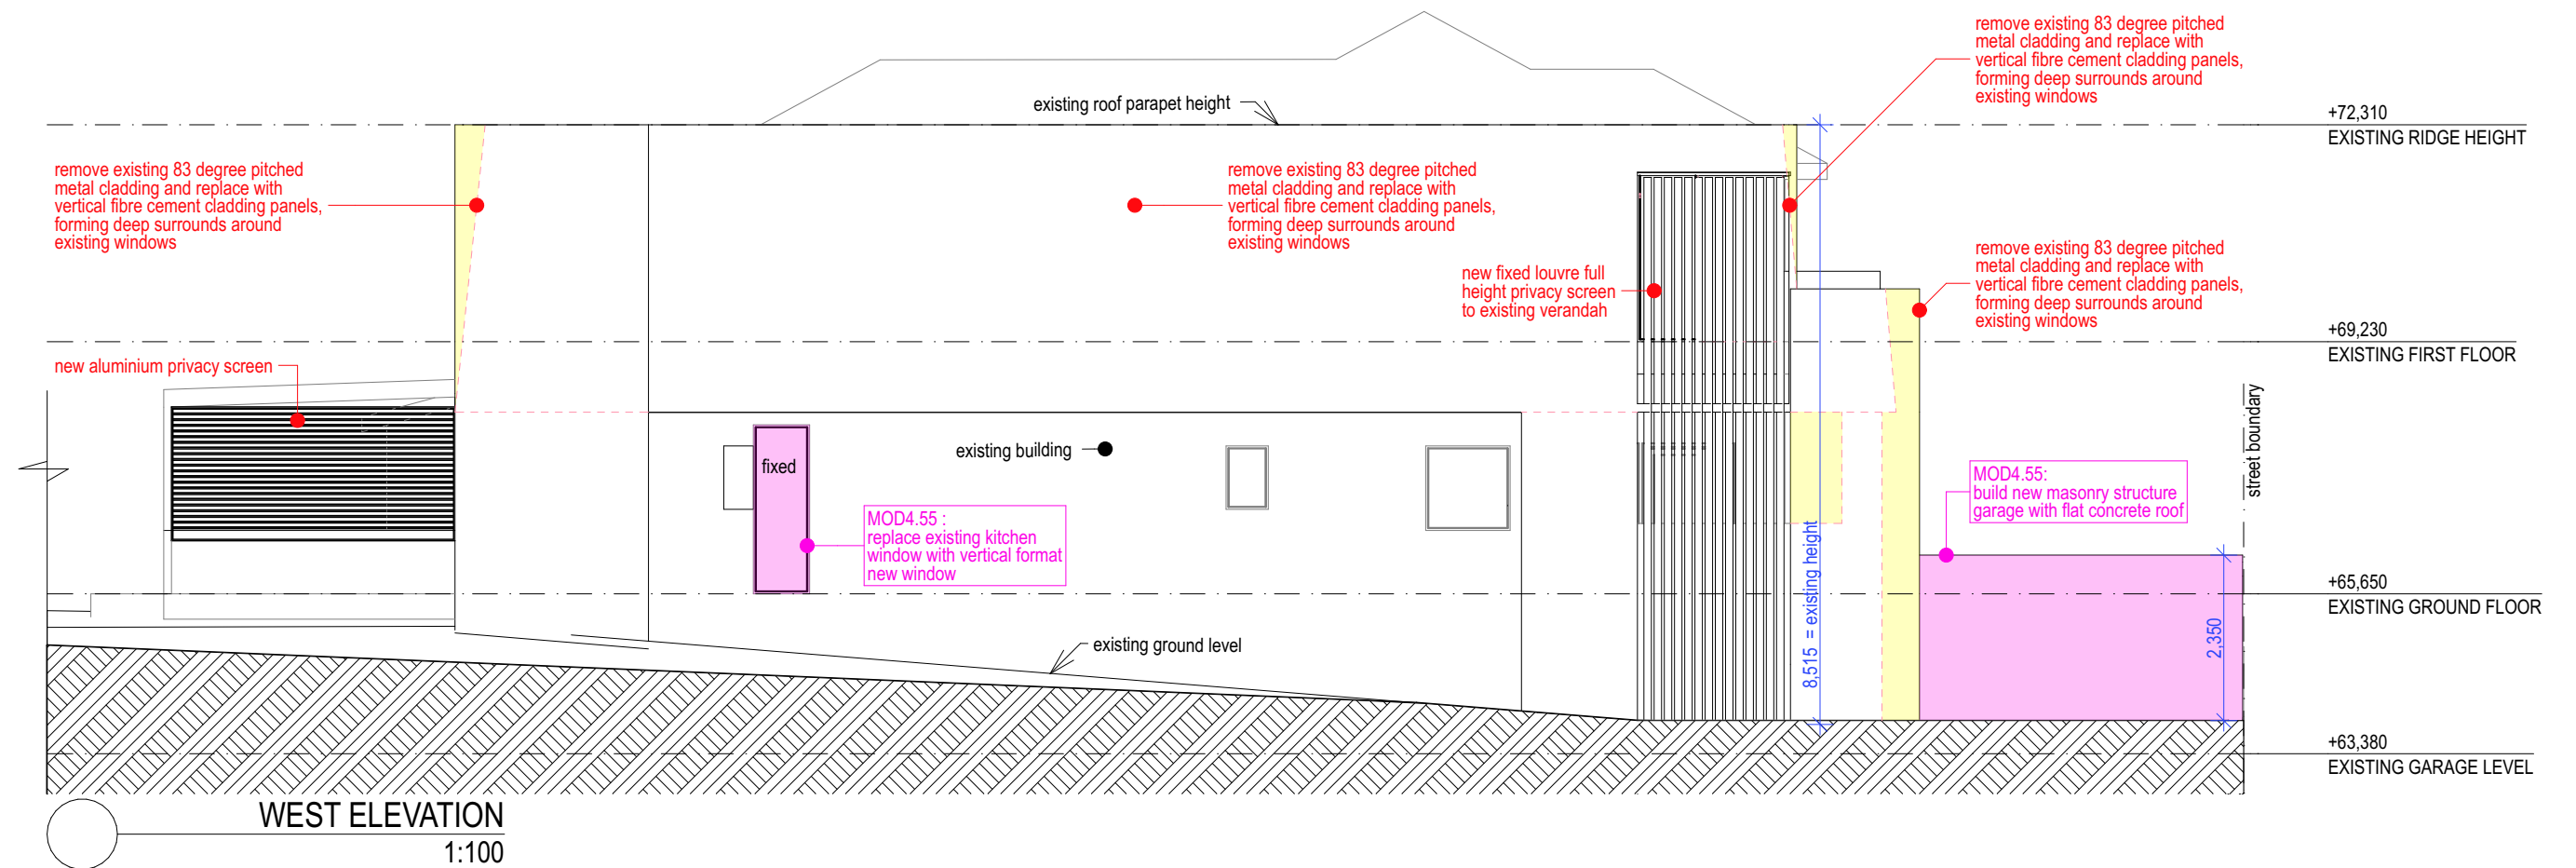 remove existing 83 degree pitched
metal cladding and replace with
vertical fibre cement cladding panels,
forming deep surrounds around
existing windows
existing roof parapet height
+72,310
EXISTING RIDGE HEIGHT
remove existing 83 degree pitched
metal cladding and replace with
vertical fibre cement cladding panels,
forming deep surrounds around
existing windows
remove existing 83 degree pitched
metal cladding and replace with
vertical fibre cement cladding panels,
forming deep surrounds around
existing windows
new fixed louvre full
height privacy screen
to existing verandah
remove existing 83 degree pitched
metal cladding and replace with
vertical fibre cement cladding panels,
forming deep surrounds around
existing windows
+69,230
EXISTING FIRST FLOOR
new aluminium privacy screen
street boundary
existing building
fixed
MOD4.55 :
replace existing kitchen
window with vertical format
new window
MOD4.55:
build new masonry structure
garage with flat concrete roof
8,515 = existing height
+65,650
EXISTING GROUND FLOOR
2,350
existing ground level
+63,380
EXISTING GARAGE LEVEL
WEST ELEVATION
1:100